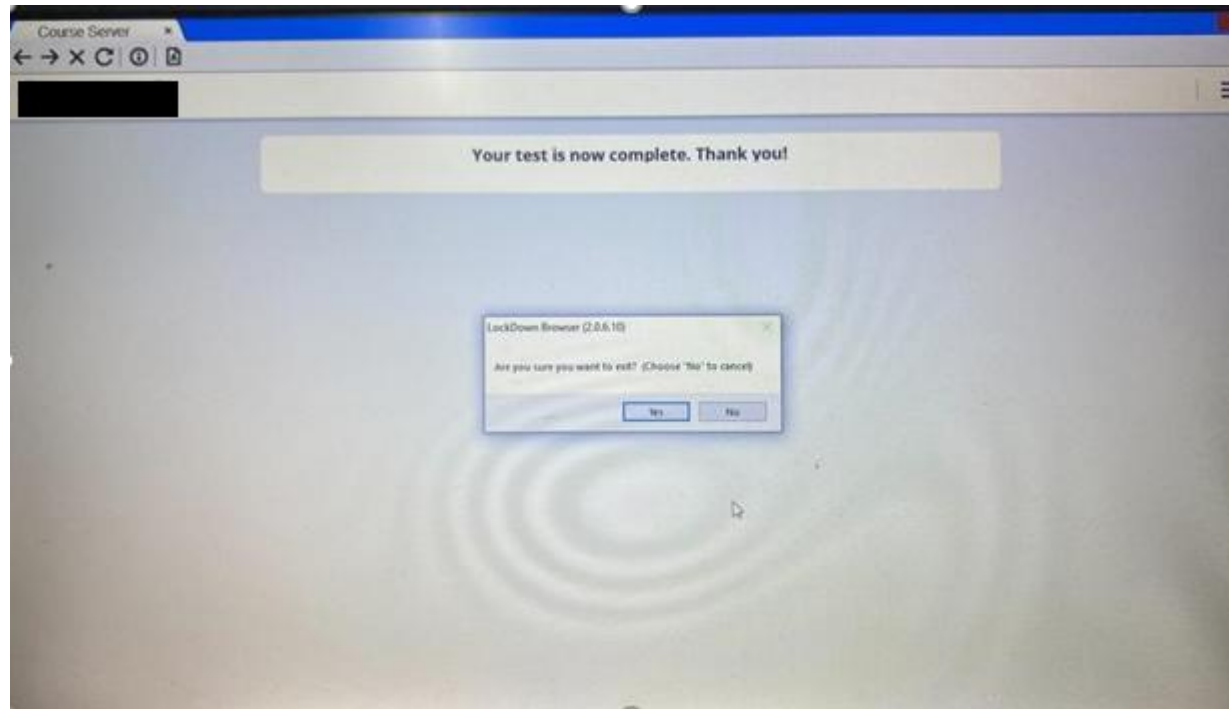 Course Server
Your test is now complete. Thank you!
LockDown Browser (2.0.6.10)
Are you sure you want to exit? (Choose "No" to cancel)
Yes
No